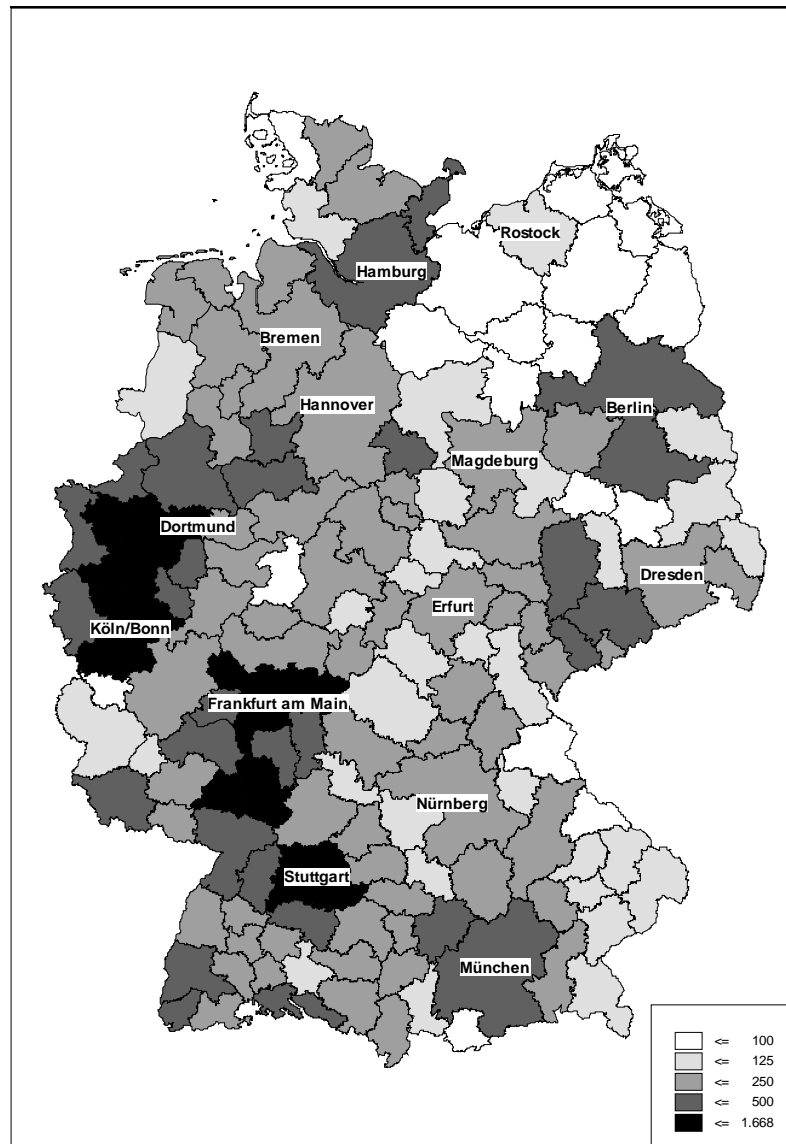 Rostock
Hamburg
Bremen
Hannover
Berlin
Magdeburg
Dortmund
Dresden
Erfurt
Köln/Bonn
Frankfurt am Main
Nürnberg
Stuttgart
München
<= 100
<= 125
<= 250
<= 500
<= 1.668